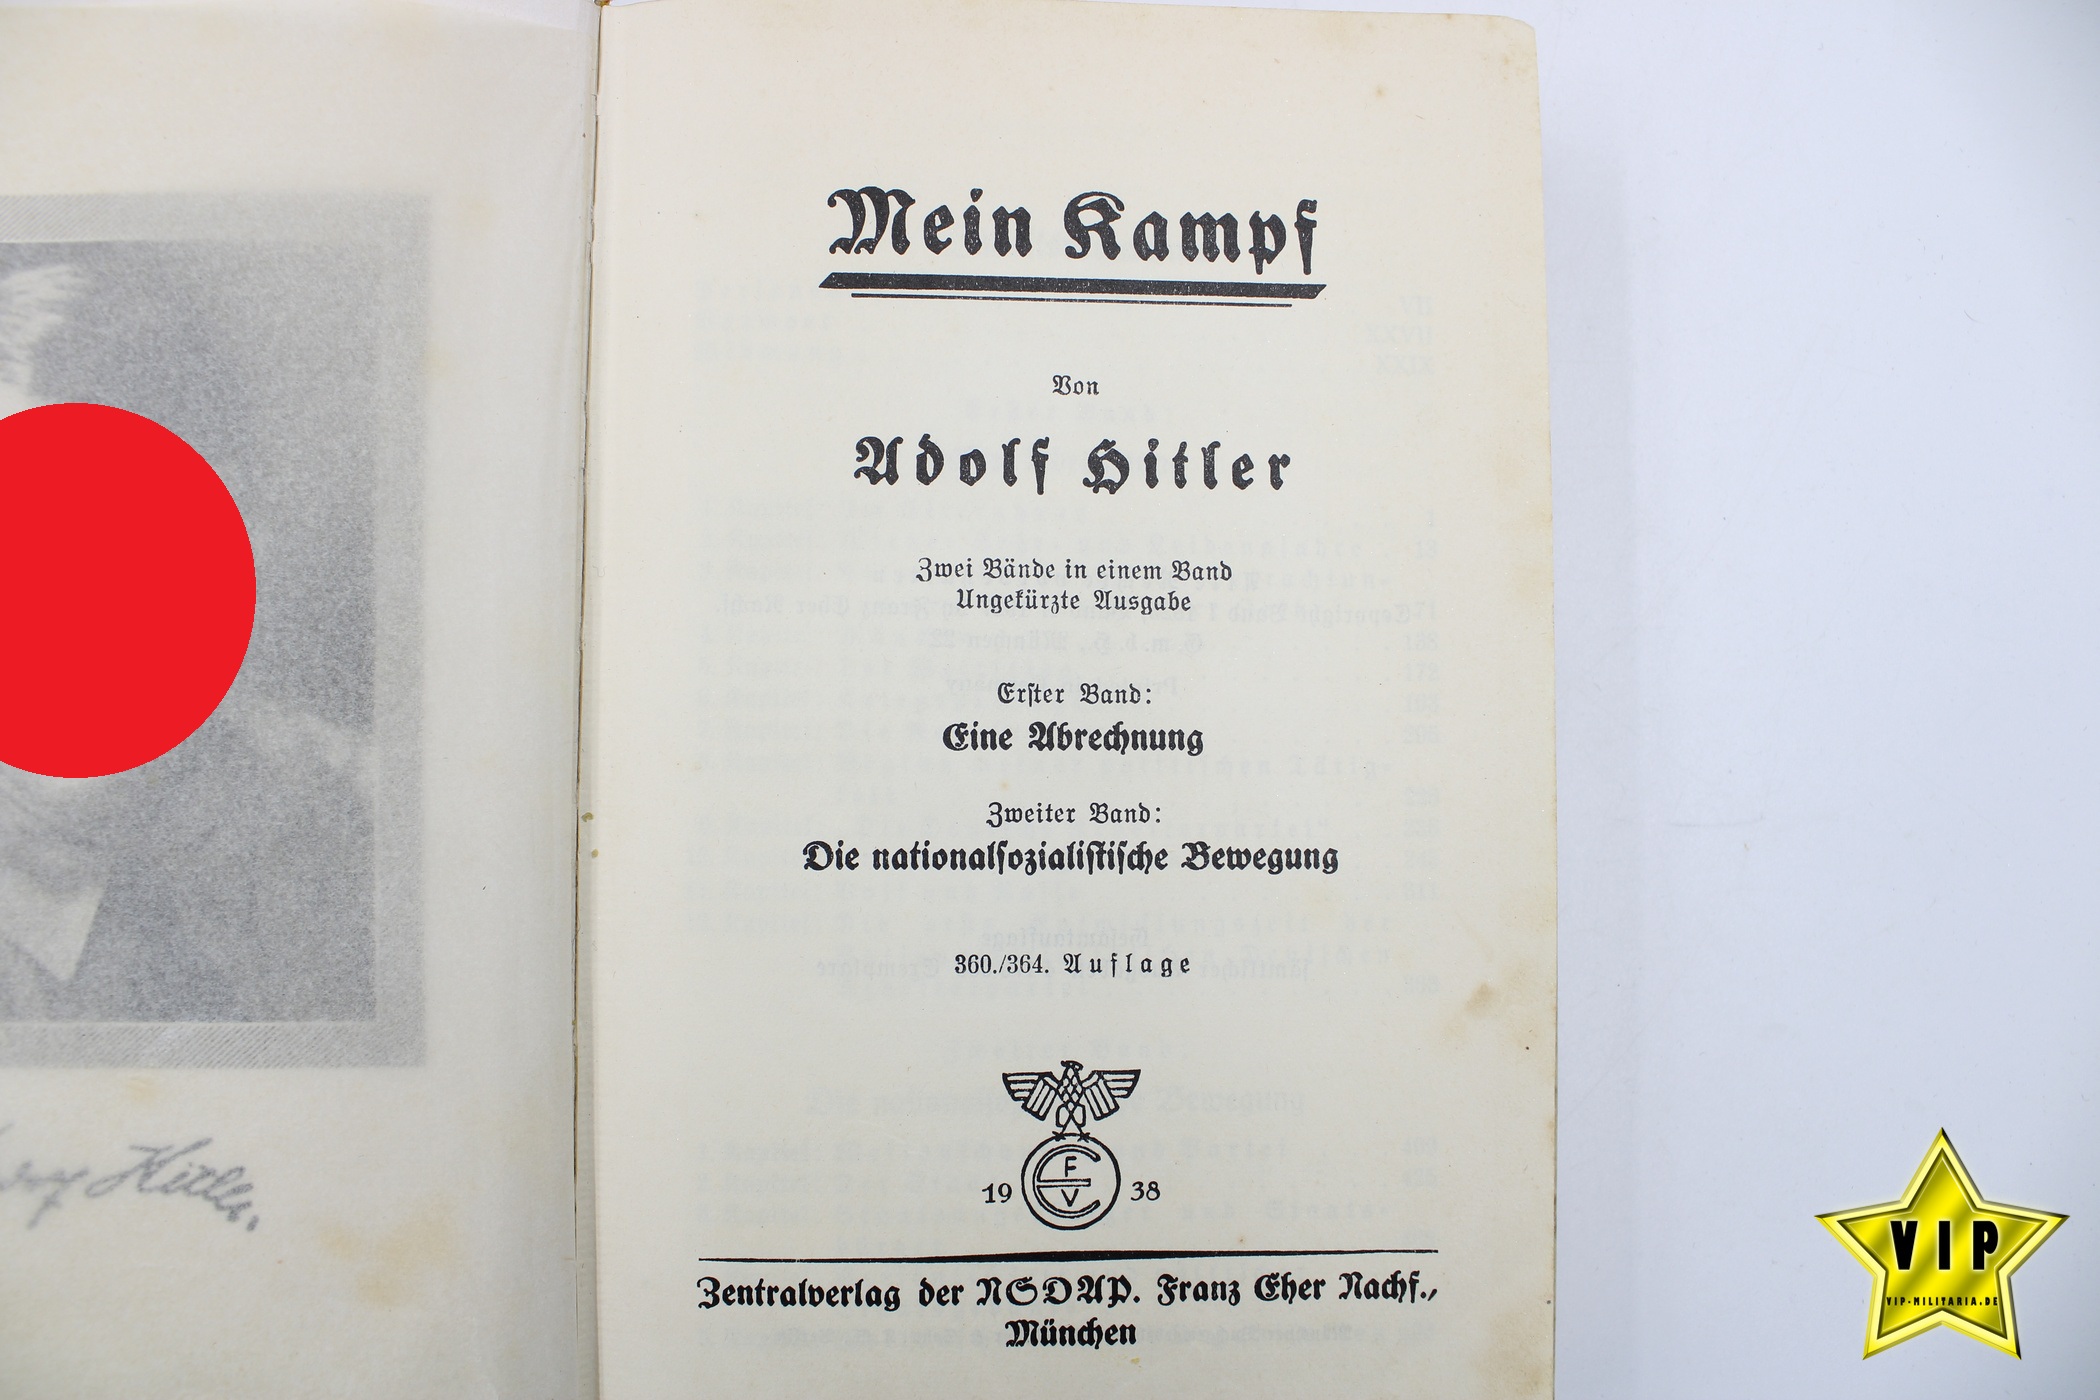 Mein Kampf
Von
Adolf Hitler
Zwei Bände in einem Band
Ungekürzte Ausgabe
Erſter Band:
Eine Abrechnung
Zweiter Band:
Die nationalſozialiſtiſche Bewegung
360./364. Auflage
F
E
V
19 38
Zentralverlag der NSDAP. Franz Eher Nachf.,
München
Hitler.
VIP
VIP-MILITARIA.DE